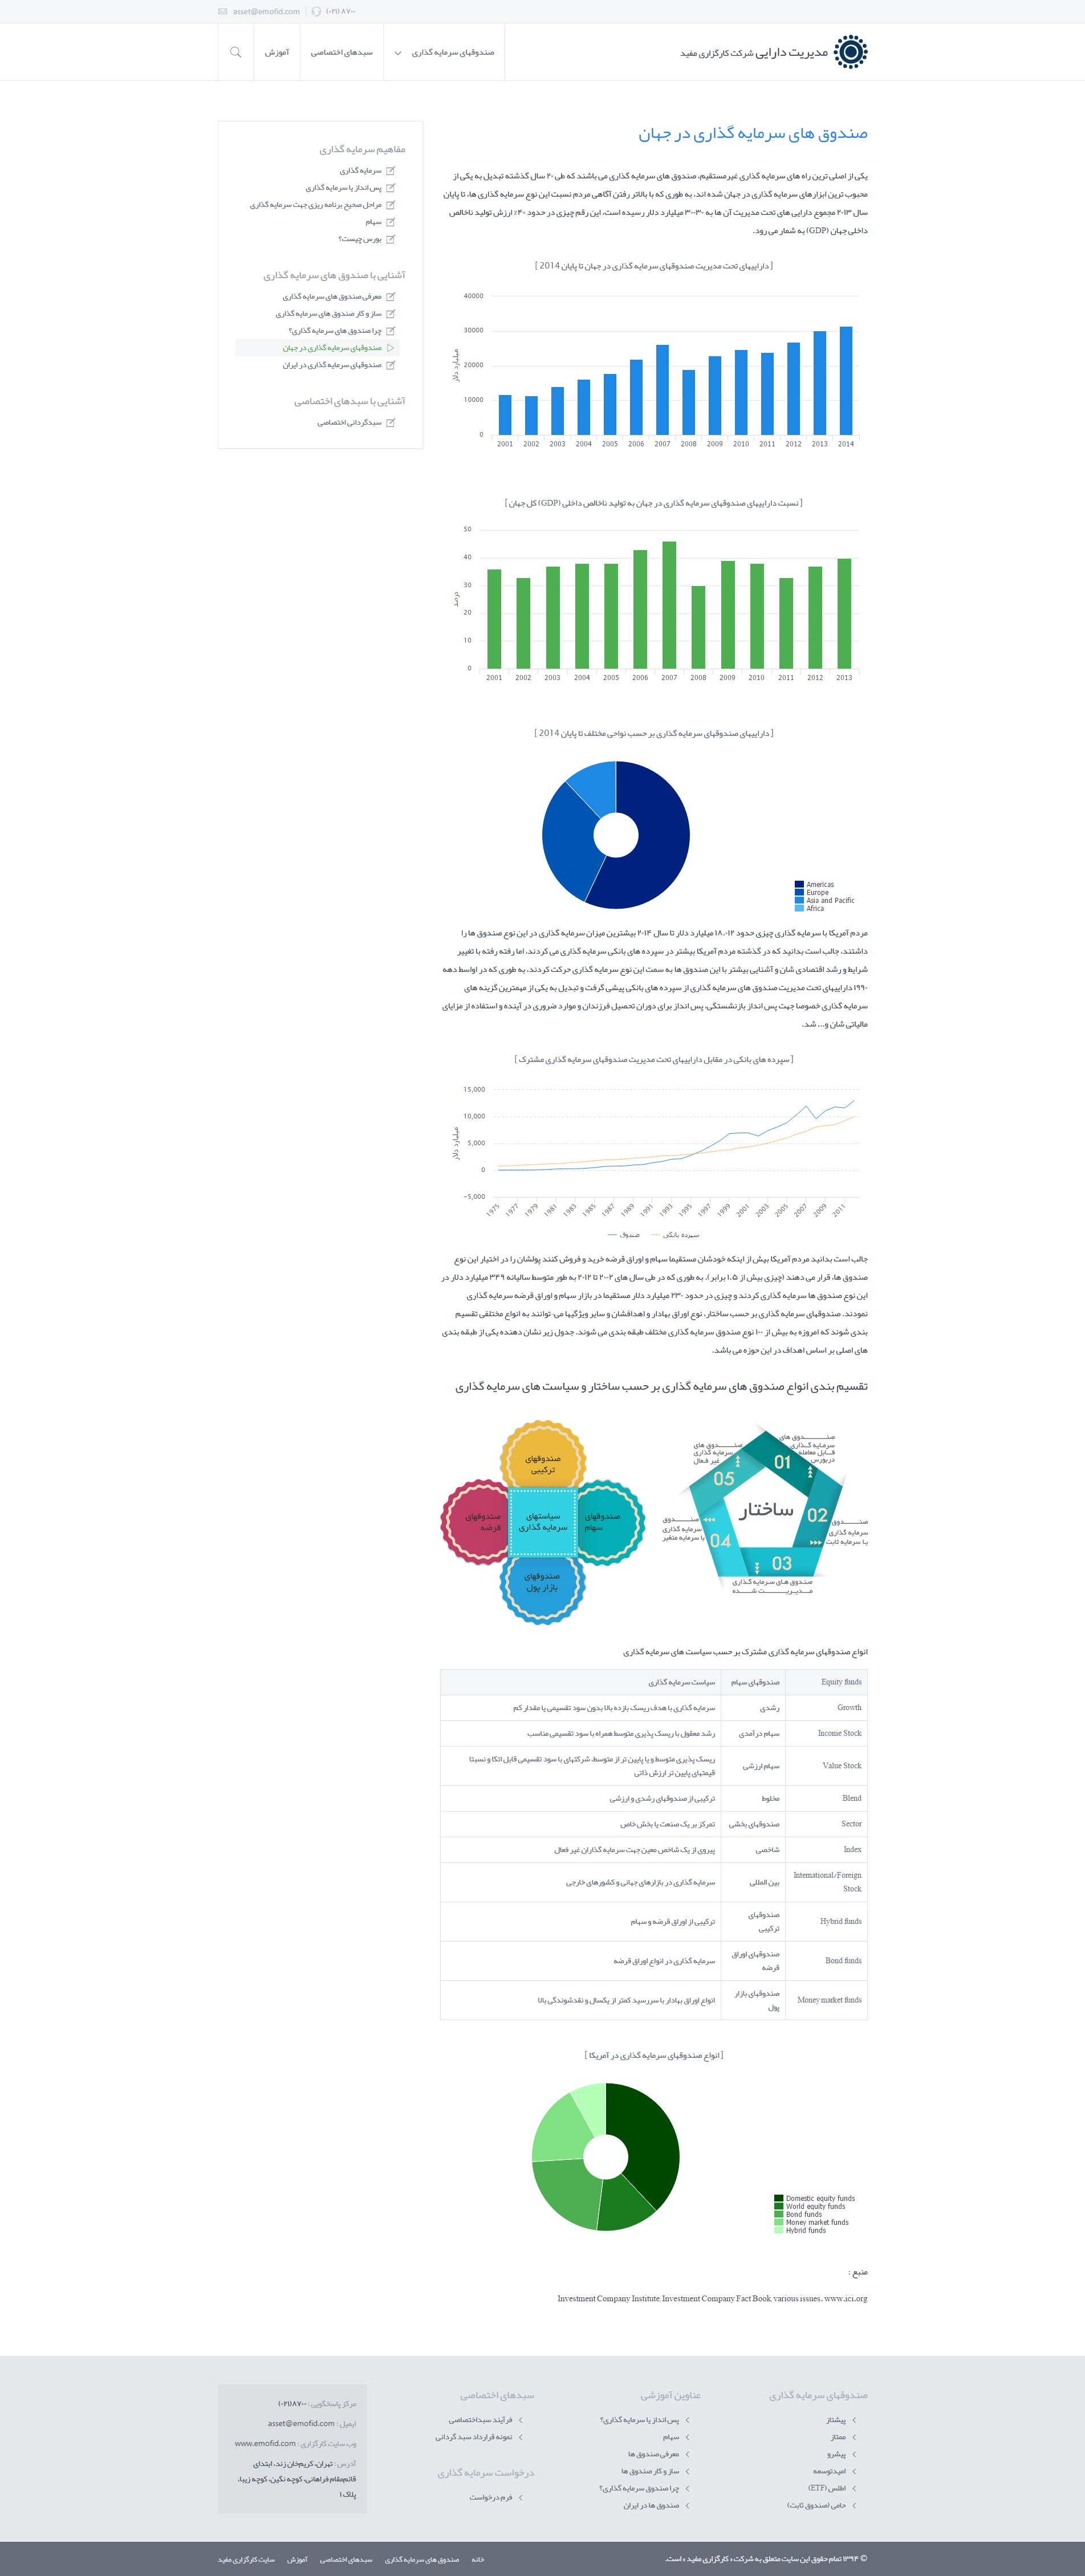 asset@emofid.com
(۰۲۱) ۸۷۰۰
مدیریت دارایی شرکت کارگزاری مفید
صندوقهای سرمایه گذاری
سبدهای اختصاصی
آموزش
صندوق های سرمایه گذاری در جهان
یکی از اصلی ترین راه های سرمایه گذاری غیرمستقیم، صندوق های سرمایه گذاری می باشند که طی ۲۰ سال گذشته تبدیل به یکی از
محبوب ترین ابزارهای سرمایه گذاری در جهان شده اند، به طوری که با بالاتر رفتن آگاهی مردم نسبت این نوع سرمایه گذاری ها، تا پایان
سال ۲۰۱۳ مجموع دارایی های تحت مدیریت آن ها به ۳۰۰۳۰ میلیارد دلار رسیده است، این رقم چیزی در حدود ۴۰٪ ارزش تولید ناخالص
داخلی جهان (GDP) به شمار می رود.
[ داراییهای تحت مدیریت صندوقهای سرمایه گذاری در جهان تا پایان 2014 ]
40000
30000
20000
10000
0
میلیارد دلار
2001 2002 2003 2004 2005 2006 2007 2008 2009 2010 2011 2012 2013 2014
[ نسبت داراییهای صندوقهای سرمایه گذاری در جهان به تولید ناخالص داخلی (GDP) کل جهان ]
50
40
30
20
10
0
درصد
2001 2002 2003 2004 2005 2006 2007 2008 2009 2010 2011 2012 2013
[ داراییهای صندوقهای سرمایه گذاری بر حسب نواحی مختلف تا پایان 2014 ]
Americas
Europe
Asia and Pacific
Africa
مردم آمریکا با سرمایه گذاری چیزی حدود ۱۸،۰۱۲ میلیارد دلار تا سال ۲۰۱۴ بیشترین میزان سرمایه گذاری در این نوع صندوق ها را
داشتند، جالب است بدانید که در گذشته مردم آمریکا بیشتر در سپرده های بانکی سرمایه گذاری می کردند، اما رفته رفته با تغییر
شرایط و رشد اقتصادی شان و آشنایی بیشتر با این صندوق ها به سمت این نوع سرمایه گذاری حرکت کردند، به طوری که در اواسط دهه
۱۹۹۰ داراییهای تحت مدیریت صندوق های سرمایه گذاری از سپرده های بانکی پیشی گرفت و تبدیل به یکی از مهمترین گزینه های
سرمایه گذاری خصوصا جهت پس انداز بازنشستگی، پس انداز برای دوران تحصیل فرزندان و موارد ضروری در آینده و استفاده از مزایای
مالیاتی شان و... شد.
[ سپرده های بانکی در مقابل داراییهای تحت مدیریت صندوقهای سرمایه گذاری مشترک ]
15,000
10,000
5,000
0
-5,000
میلیارد دلار
1975 1977 1979 1981 1983 1985 1987 1989 1991 1993 1995 1997 1999 2001 2003 2005 2007 2009 2011
صندوق
سپرده بانکی
جالب است بدانید مردم آمریکا بیش از اینکه خودشان مستقیما سهام و اوراق قرضه خرید و فروش کنند پولشان را در اختیار این نوع
صندوق ها، قرار می دهند (چیزی بیش از ۱.۵ برابر). به طوری که در طی سال های ۲۰۰۲ تا ۲۰۱۲ به طور متوسط سالیانه ۳۴۹ میلیارد دلار در
این نوع صندوق ها سرمایه گذاری کردند و چیزی در حدود ۲۳۰ میلیارد دلار مستقیما در بازار سهام و اوراق قرضه سرمایه گذاری
نمودند. صندوقهای سرمایه گذاری بر حسب ساختار، نوع اوراق بهادار و اهدافشان و سایر ویژگیها می- توانند به انواع مختلفی تقسیم
بندی شوند که امروزه به بیش از ۱۰۰ نوع صندوق سرمایه گذاری مختلف طبقه بندی می شوند. جدول زیر نشان دهنده یکی از طبقه بندی
های اصلی بر اساس اهداف در این حوزه می باشد.
تقسیم بندی انواع صندوق های سرمایه گذاری بر حسب ساختار و سیاست های سرمایه گذاری
ساختار
01
صندوق های
سرمایه گذاری
قابل معامله
در بورس
02
صندوق
سرمایه گذاری
با سرمایه ثابت
03
صندوق های سرمایه گذاری
مدیریت شده
04
صندوق
سرمایه گذاری
با سرمایه متغیر
05
صندوق های
سرمایه گذاری
غیر فعال
صندوقهای
ترکیبی
صندوقهای
سهام
سیاستهای
سرمایه گذاری
صندوقهای
قرضه
صندوقهای
بازار پول
انواع صندوقهای سرمایه گذاری مشترک بر حسب سیاست های سرمایه گذاری
Equity funds صندوقهای سهام سیاست سرمایه گذاری
Growth رشدی سرمایه گذاری با هدف ریسک بازده بالا بدون سود تقسیمی یا مقدار کم
Income Stock سهام درآمدی رشد معقول با ریسک پذیری متوسط همراه با سود تقسیمی مناسب
Value Stock سهام ارزشی ریسک پذیری متوسط و یا پایین تر از متوسط، شرکتهای با سود تقسیمی قابل اتکا و نسبتا
قیمتهای پایین تر ارزش ذاتی
Blend مخلوط ترکیبی از صندوقهای رشدی و ارزشی
Sector صندوقهای بخشی تمرکز بر یک صنعت یا بخش خاص
Index شاخصی پیروی از یک شاخص معین جهت سرمایه گذاران غیر فعال
International/Foreign
Stock بین المللی سرمایه گذاری در بازارهای جهانی و کشورهای خارجی
Hybrid funds صندوقهای
ترکیبی ترکیبی از اوراق قرضه و سهام
Bond funds صندوقهای اوراق
قرضه سرمایه گذاری در انواع اوراق قرضه
Money market funds صندوقهای بازار
پول انواع اوراق بهادار با سررسید کمتر از یکسال و نقدشوندگی بالا
[ انواع صندوقهای سرمایه گذاری در آمریکا ]
Domestic equity funds
World equity funds
Bond funds
Money market funds
Hybrid funds
منبع :
Investment Company Institute, Investment Company Fact Book, various issues. www.ici.org
مفاهیم سرمایه گذاری
سرمایه گذاری
پس انداز یا سرمایه گذاری
مراحل صحیح برنامه ریزی جهت سرمایه گذاری
سهام
بورس چیست؟
آشنایی با صندوق های سرمایه گذاری
معرفی صندوق های سرمایه گذاری
ساز و کار صندوق های سرمایه گذاری
چرا صندوق های سرمایه گذاری؟
صندوقهای سرمایه گذاری در جهان
صندوقهای سرمایه گذاری در ایران
آشنایی با سبدهای اختصاصی
سبدگردانی اختصاصی
صندوقهای سرمایه گذاری
پیشتاز
ممتاز
پیشرو
امیدتوسعه
اطلس (ETF)
حامی (صندوق ثابت)
عناوین آموزشی
پس انداز یا سرمایه گذاری؟
سهام
معرفی صندوق ها
ساز و کار صندوق ها
چرا صندوق سرمایه گذاری؟
صندوق ها در ایران
سبدهای اختصاصی
فرآیند سبداختصاصی
نمونه قرارداد سبد گردانی
درخواست سرمایه گذاری
فرم درخواست
مرکز پاسخگویی : ۸۷۰۰(۰۲۱)
ایمیل : asset@emofid.com
وب سایت کارگزاری : www.emofid.com
آدرس : تهران، کریم‌خان زند، ابتدای
قائم‌مقام فراهانی، کوچه نگین، کوچه زیبا،
پلاک ۱
© ۱۳۹۴ تمام حقوق این سایت متعلق به شرکت « کارگزاری مفید » است.
خانه
صندوق های سرمایه گذاری
سبدهای اختصاصی
آموزش
سایت کارگزاری مفید